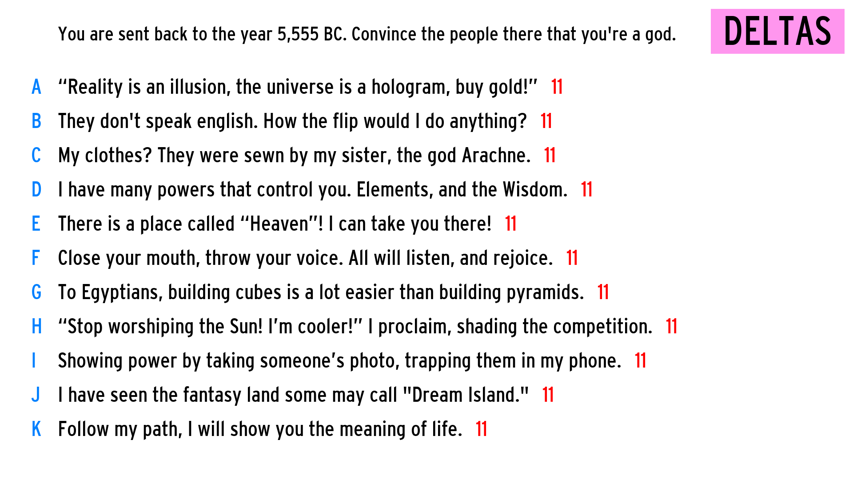 You are sent back to the year 5,555 BC. Convince the people there that you're a god.
DELTAS
A “Reality is an illusion, the universe is a hologram, buy gold!” 11
B They don't speak english. How the flip would I do anything? 11
C My clothes? They were sewn by my sister, the god Arachne. 11
D I have many powers that control you. Elements, and the Wisdom. 11
E There is a place called “Heaven”! I can take you there! 11
F Close your mouth, throw your voice. All will listen, and rejoice. 11
G To Egyptians, building cubes is a lot easier than building pyramids. 11
H “Stop worshiping the Sun! I’m cooler!” I proclaim, shading the competition. 11
I Showing power by taking someone’s photo, trapping them in my phone. 11
J I have seen the fantasy land some may call "Dream Island." 11
K Follow my path, I will show you the meaning of life. 11